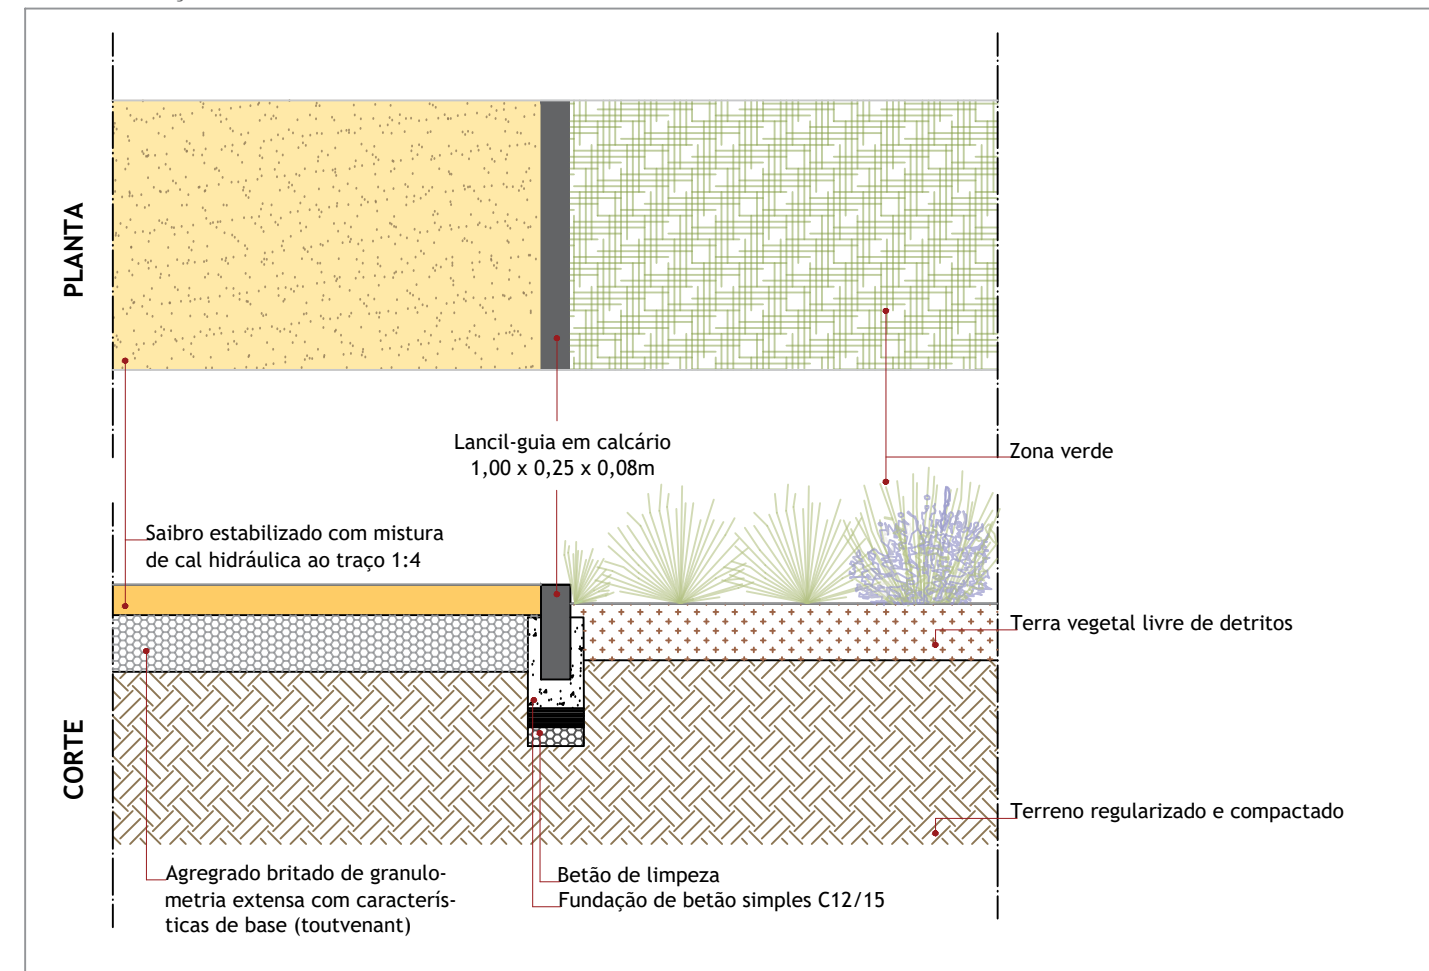 PLANTA
Lancil-guia em calcário
1,00 x 0,25 x 0,08m
Zona verde
Saibro estabilizado com mistura
de cal hidráulica ao traço 1:4
Terra vegetal livre de detritos
CORTE
Terreno regularizado e compactado
Agregrado britado de granulo-
metria extensa com caracterís-
ticas de base (toutvenant)
Betão de limpeza
Fundação de betão simples C12/15